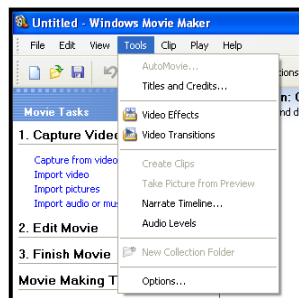 Untitled - Windows Movie Maker
File Edit View Tools Clip Play Help
AutoMovie...
Titles and Credits...
Video Effects
Video Transitions
Create Clips
Take Picture from Preview
Narrate Timeline...
Audio Levels
New Collection Folder
Options...
Movie Tasks
1. Capture Video
Capture from video
Import video
Import pictures
Import audio or mu
2. Edit Movie
3. Finish Movie
Movie Making T